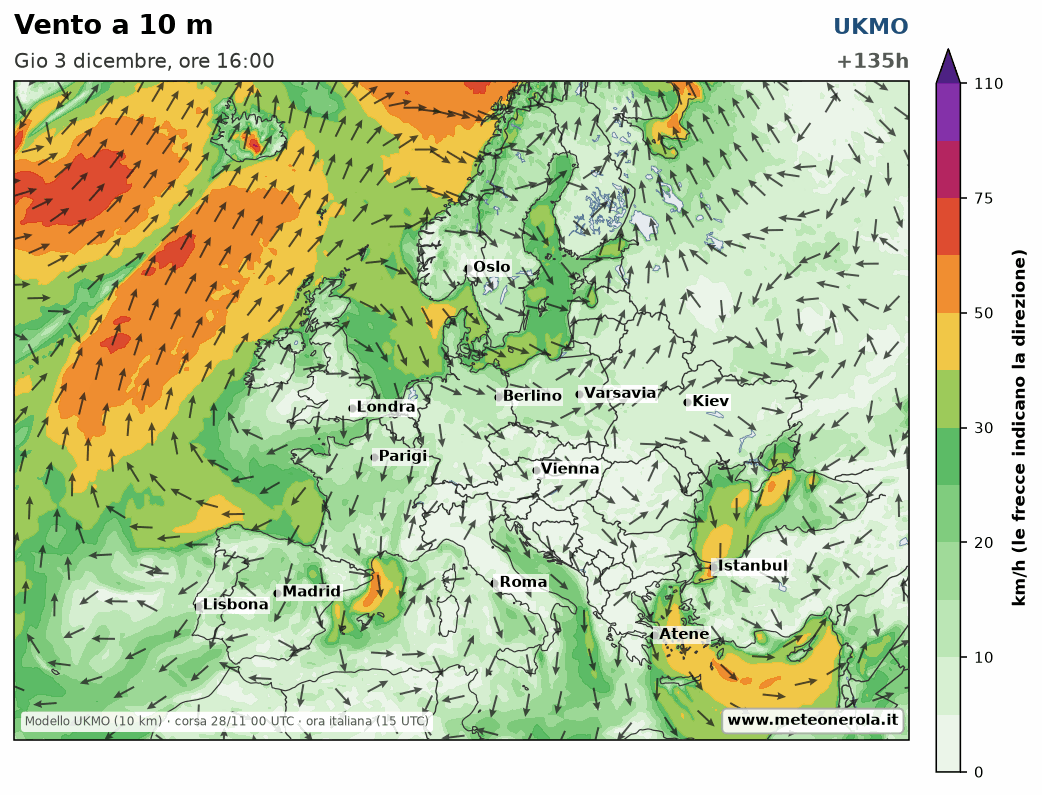 Vento a 10 m
UKMO
Gio 3 dicembre, ore 16:00
+135h
110
75
50
30
20
10
0
km/h (le frecce indicano la direzione)
Oslo
Berlino
Varsavia
Kiev
Londra
Parigi
Vienna
Istanbul
Roma
Madrid
Lisbona
Atene
Modello UKMO (10 km) · corsa 28/11 00 UTC · ora italiana (15 UTC)
www.meteonerola.it